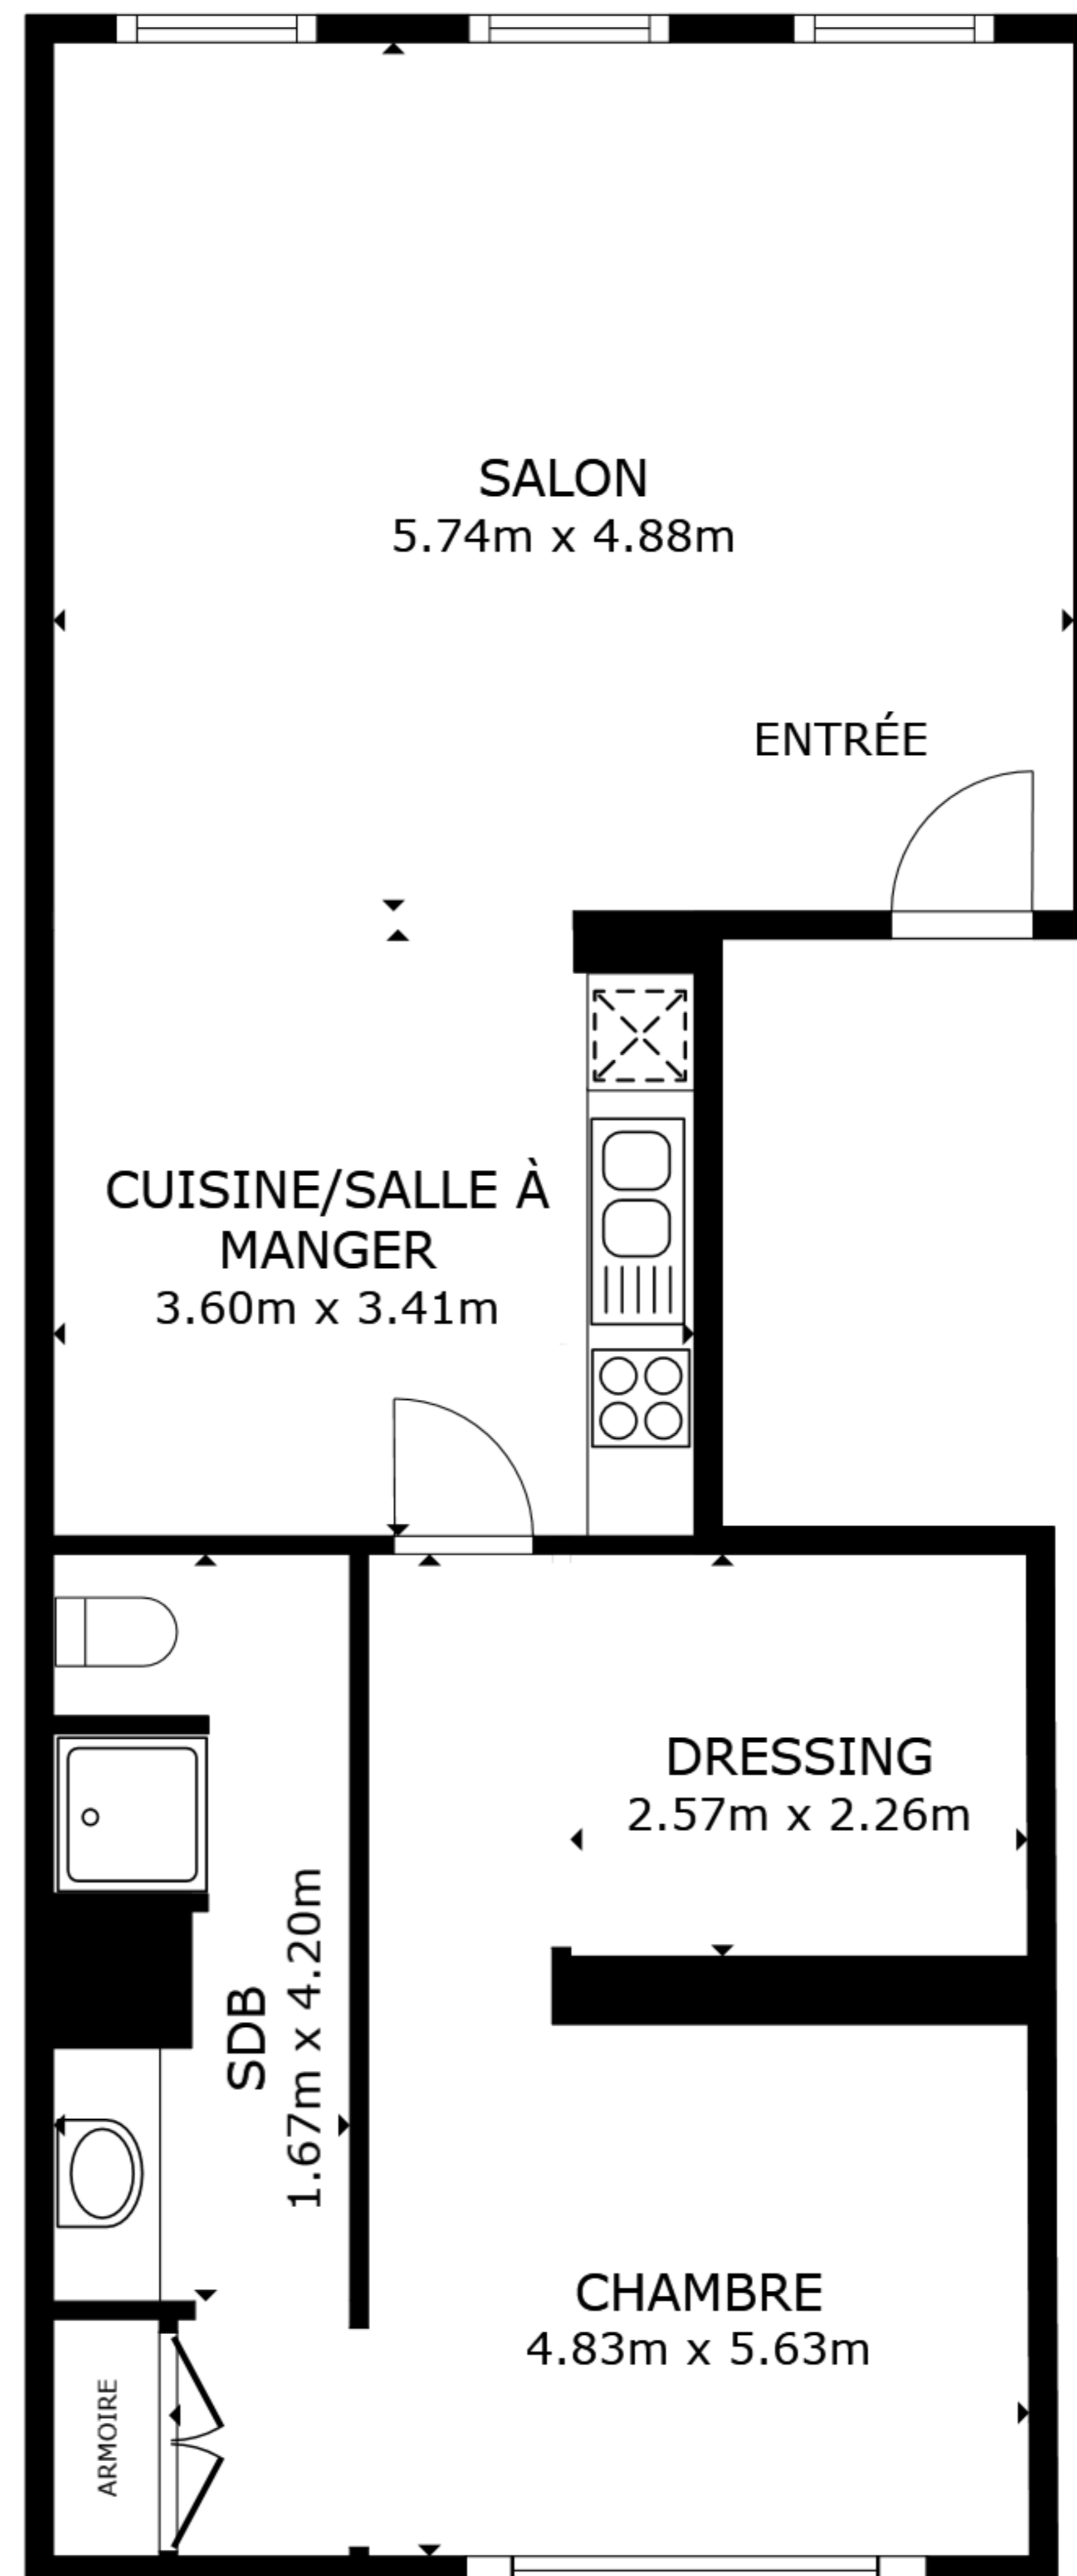 SALON
5.74m x 4.88m
ENTRÉE
CUISINE/SALLE À
MANGER
3.60m x 3.41m
DRESSING
2.57m x 2.26m
SDB
1.67m x 4.20m
CHAMBRE
4.83m x 5.63m
ARMOIRE